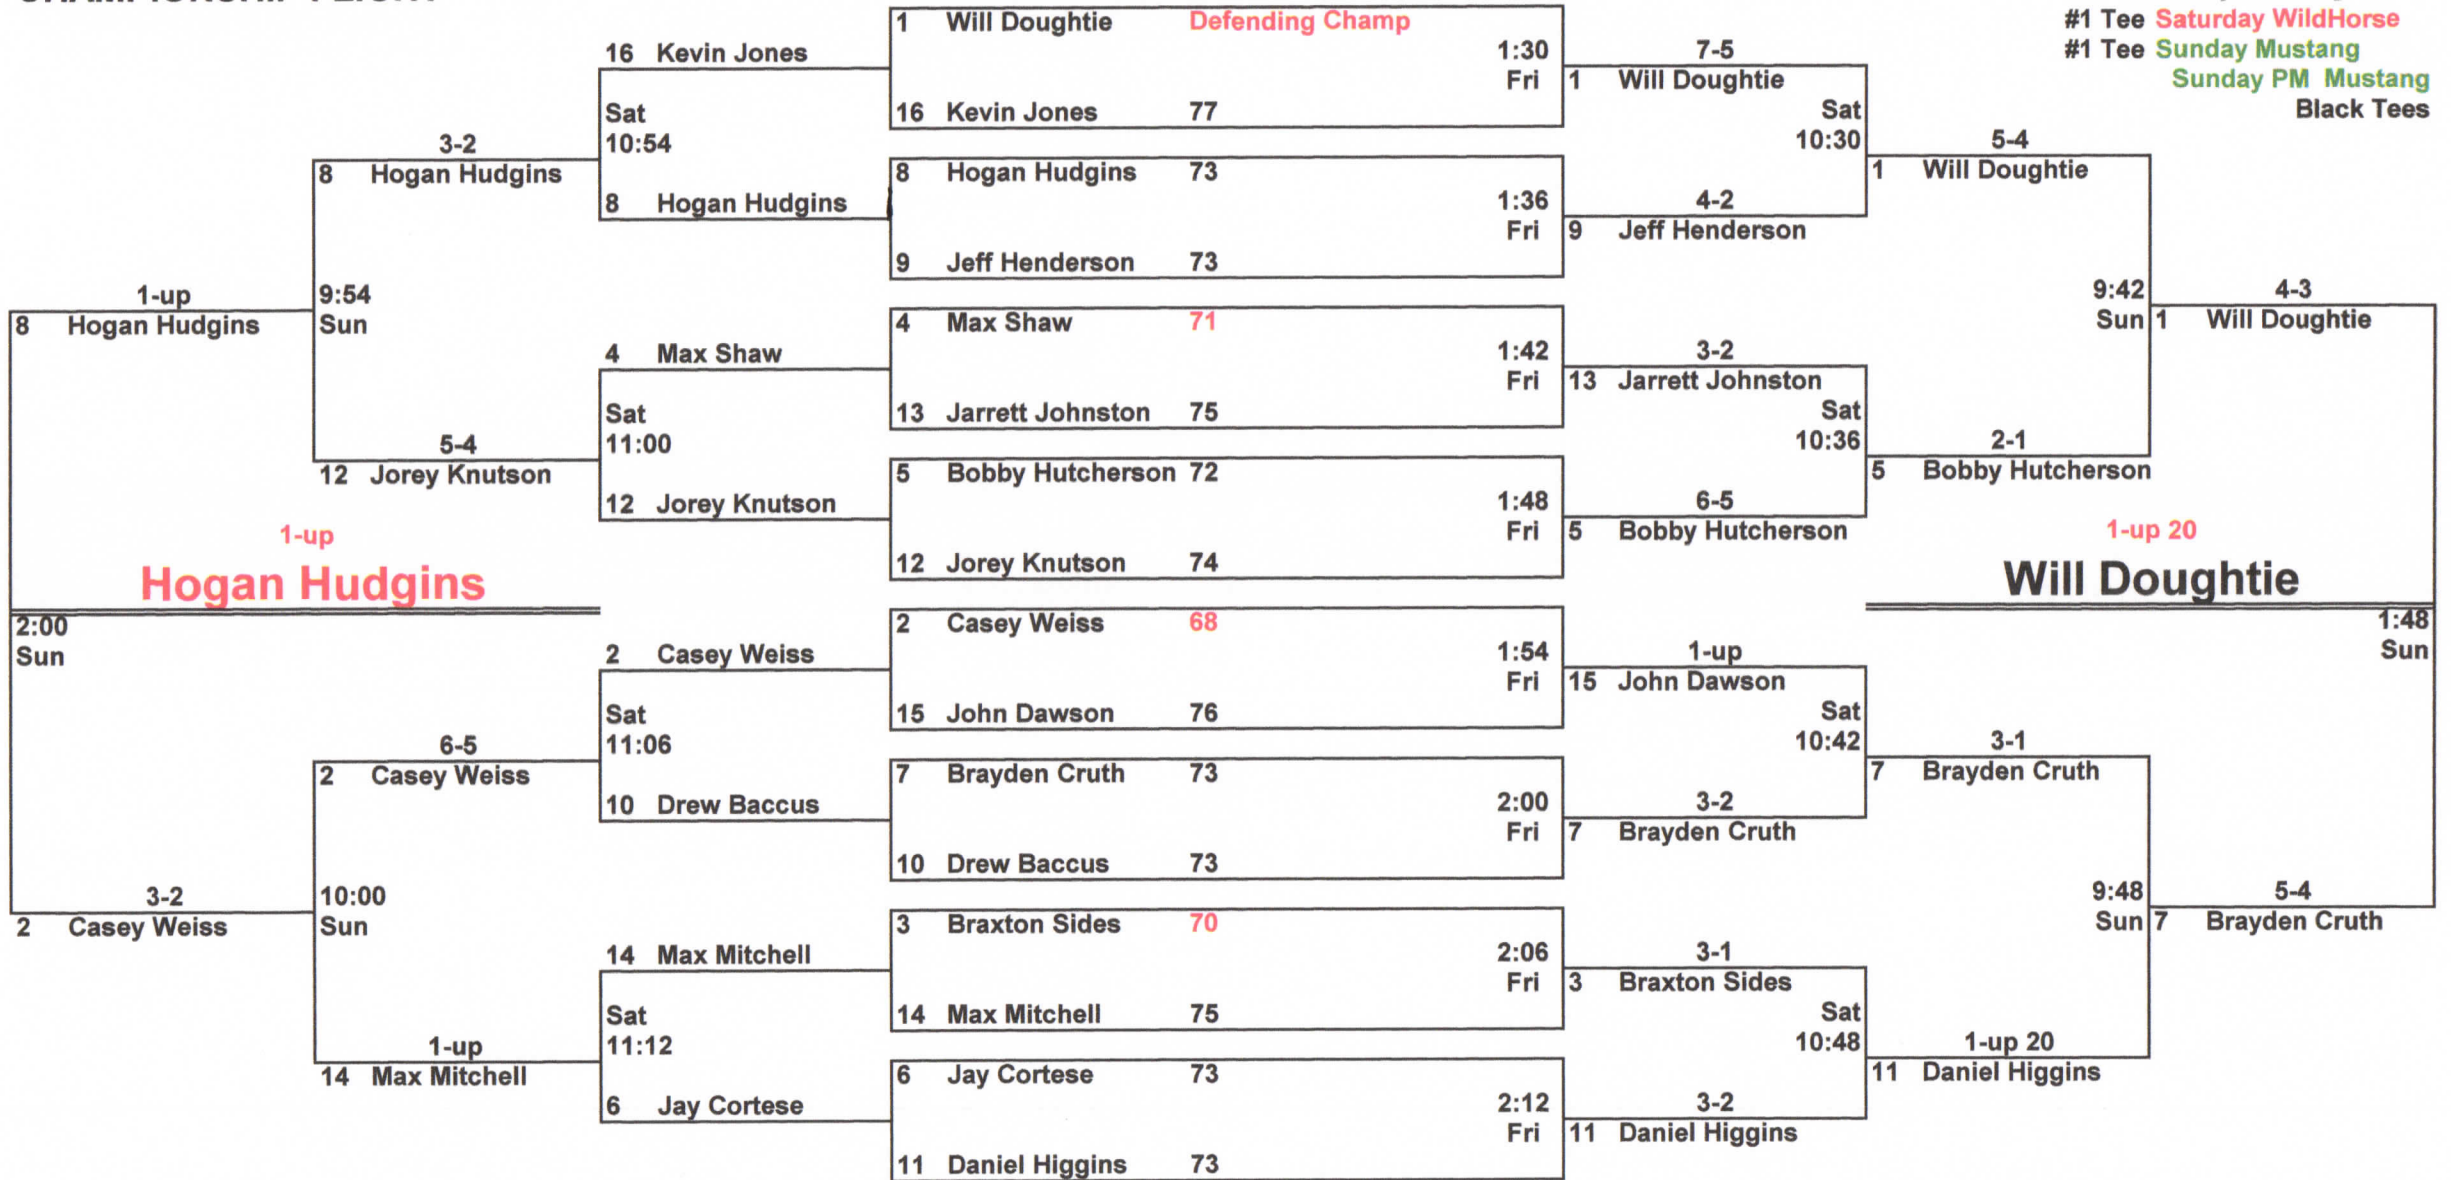 #1 Tee Saturday WildHorse
#1 Tee Sunday Mustang
Sunday PM Mustang
Black Tees
8 Hogan Hudgins
1-up
2:00
Sun
2 Casey Weiss
3-2
1-up
Hogan Hudgins
3-2
8 Hogan Hudgins
9:54
Sun
5-4
12 Jorey Knutson
6-5
2 Casey Weiss
10:00
Sun
1-up
14 Max Mitchell
16 Kevin Jones
Sat
10:54
8 Hogan Hudgins
4 Max Shaw
Sat
11:00
12 Jorey Knutson
2 Casey Weiss
Sat
11:06
10 Drew Baccus
14 Max Mitchell
Sat
11:12
6 Jay Cortese
1 Will Doughtie Defending Champ
1:30
Fri
16 Kevin Jones 77
8 Hogan Hudgins 73
1:36
Fri
9 Jeff Henderson 73
4 Max Shaw 71
1:42
Fri
13 Jarrett Johnston 75
5 Bobby Hutcherson 72
1:48
Fri
12 Jorey Knutson 74
2 Casey Weiss 68
1:54
Fri
15 John Dawson 76
7 Brayden Cruth 73
2:00
Fri
10 Drew Baccus 73
3 Braxton Sides 70
2:06
Fri
14 Max Mitchell 75
6 Jay Cortese 73
2:12
Fri
11 Daniel Higgins 73
7-5
1 Will Doughtie
Sat
10:30
4-2
9 Jeff Henderson
3-2
13 Jarrett Johnston
Sat
10:36
6-5
5 Bobby Hutcherson
1-up
15 John Dawson
Sat
10:42
3-2
7 Brayden Cruth
3-1
3 Braxton Sides
Sat
10:48
3-2
11 Daniel Higgins
5-4
1 Will Doughtie
9:42
Sun
2-1
5 Bobby Hutcherson
3-1
7 Brayden Cruth
9:48
Sun
1-up 20
11 Daniel Higgins
4-3
1 Will Doughtie
1-up 20
Will Doughtie
1:48
Sun
5-4
7 Brayden Cruth